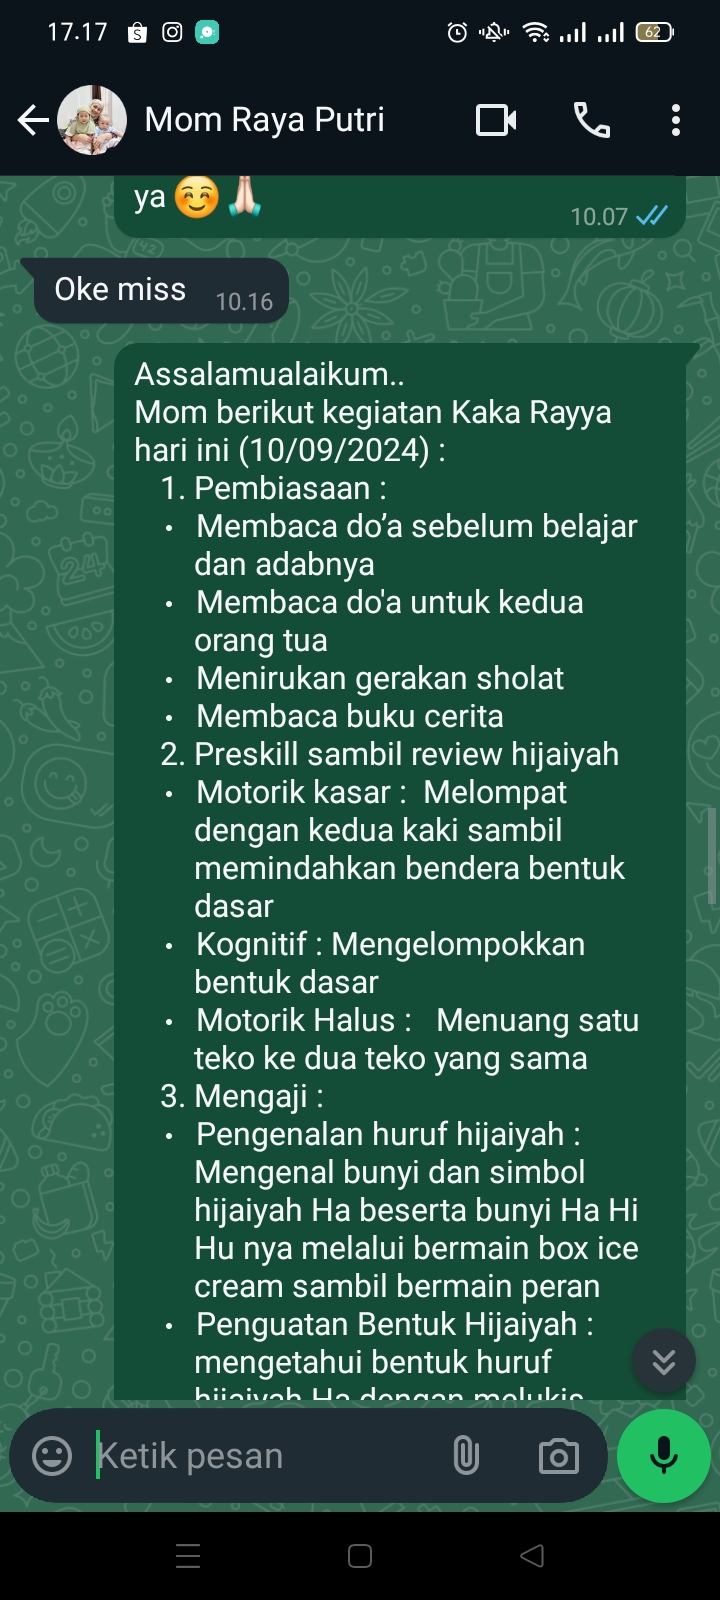 17.17
62
Mom Raya Putri
ya ☺️🙏
10.07
Oke miss
10.16
Assalamualaikum..
Mom berikut kegiatan Kaka Rayya
hari ini (10/09/2024) :
1. Pembiasaan :
• Membaca do’a sebelum belajar
dan adabnya
• Membaca do'a untuk kedua
orang tua
• Menirukan gerakan sholat
• Membaca buku cerita
2. Preskill sambil review hijaiyah
• Motorik kasar :  Melompat
dengan kedua kaki sambil
memindahkan bendera bentuk
dasar
• Kognitif : Mengelompokkan
bentuk dasar
• Motorik Halus :   Menuang satu
teko ke dua teko yang sama
3. Mengaji :
• Pengenalan huruf hijaiyah :
Mengenal bunyi dan simbol
hijaiyah Ha beserta bunyi Ha Hi
Hu nya melalui bermain box ice
cream sambil bermain peran
• Penguatan Bentuk Hijaiyah :
mengetahui bentuk huruf
hijaiyah Ha dengan melukis
Ketik pesan